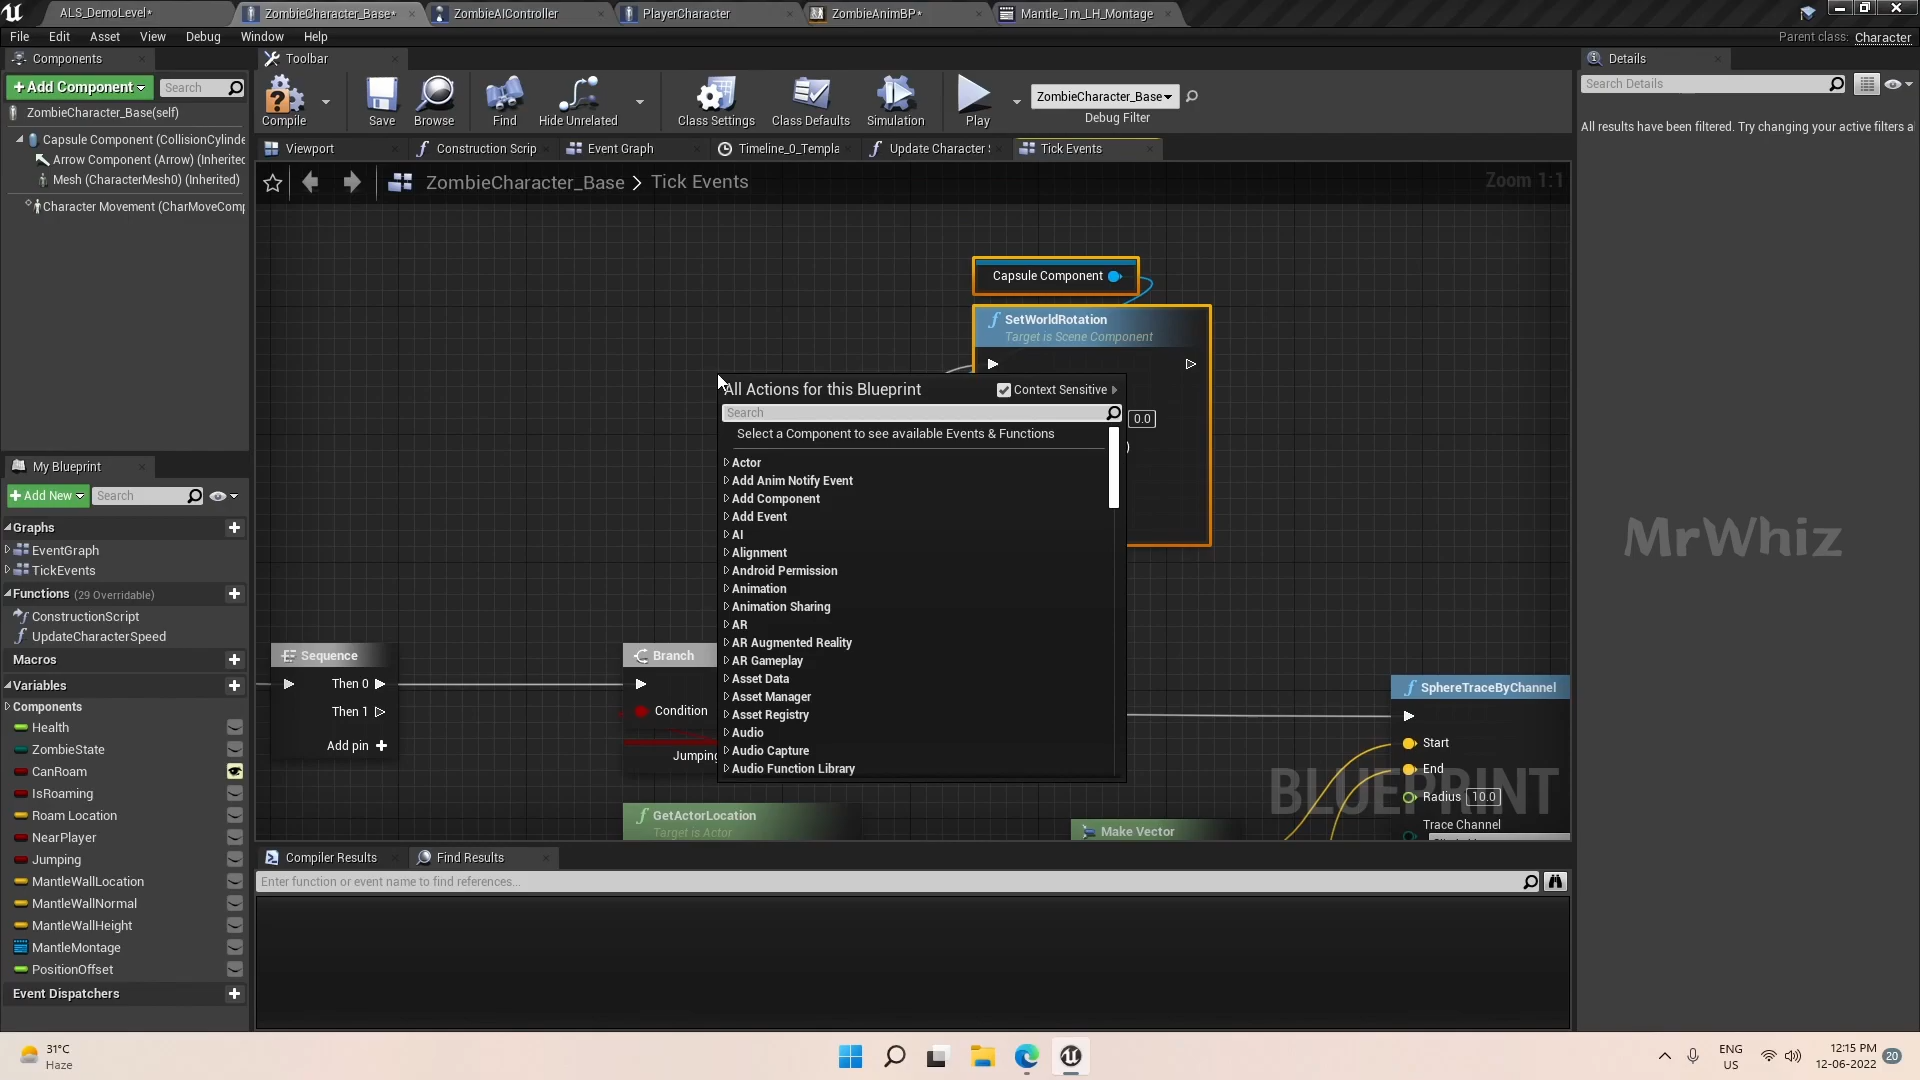 ALS_DemoLevel*
ZombieCharacter_Base*
ZombieAIController
PlayerCharacter
ZombieAnimBP*
Mantle_1m_LH_Montage
File Edit Asset View Debug Window Help
Parent class: Character
Components
Toolbar
Details
+ Add Component
Search
Compile
Save
Browse
Find
Hide Unrelated
Class Settings
Class Defaults
Simulation
Play
ZombieCharacter_Base
Debug Filter
Search Details
All results have been filtered. Try changing your active filters a
ZombieCharacter_Base(self)
Capsule Component (CollisionCylinde
Arrow Component (Arrow) (Inherited
Mesh (CharacterMesh0) (Inherited)
Character Movement (CharMoveComp
Viewport
Construction Scrip
Event Graph
Timeline_0_Templa
Update Character S
Tick Events
ZombieCharacter_Base > Tick Events
Zoom 1:1
Capsule Component
SetWorldRotation
Target is Scene Component
0.0
All Actions for this Blueprint
Context Sensitive
Search
Select a Component to see available Events & Functions
Actor
Add Anim Notify Event
Add Component
Add Event
AI
Alignment
Android Permission
Animation
Animation Sharing
AR
AR Augmented Reality
AR Gameplay
Asset Data
Asset Manager
Asset Registry
Audio
Audio Capture
Audio Function Library
Sequence
Then 0
Then 1
Add pin +
Branch
Condition
Jumping
GetActorLocation
Target is Actor
Make Vector
SphereTraceByChannel
Start
End
Radius 10.0
Trace Channel
BLUEPRINT
MrWhiz
My Blueprint
+ Add New
Search
Graphs
EventGraph
TickEvents
Functions (29 Overridable)
ConstructionScript
UpdateCharacterSpeed
Macros
Variables
Components
Health
ZombieState
CanRoam
IsRoaming
Roam Location
NearPlayer
Jumping
MantleWallLocation
MantleWallNormal
MantleWallHeight
MantleMontage
PositionOffset
Event Dispatchers
Compiler Results
Find Results
Enter function or event name to find references...
31°C
Haze
ENG
US
12:15 PM
12-06-2022
20